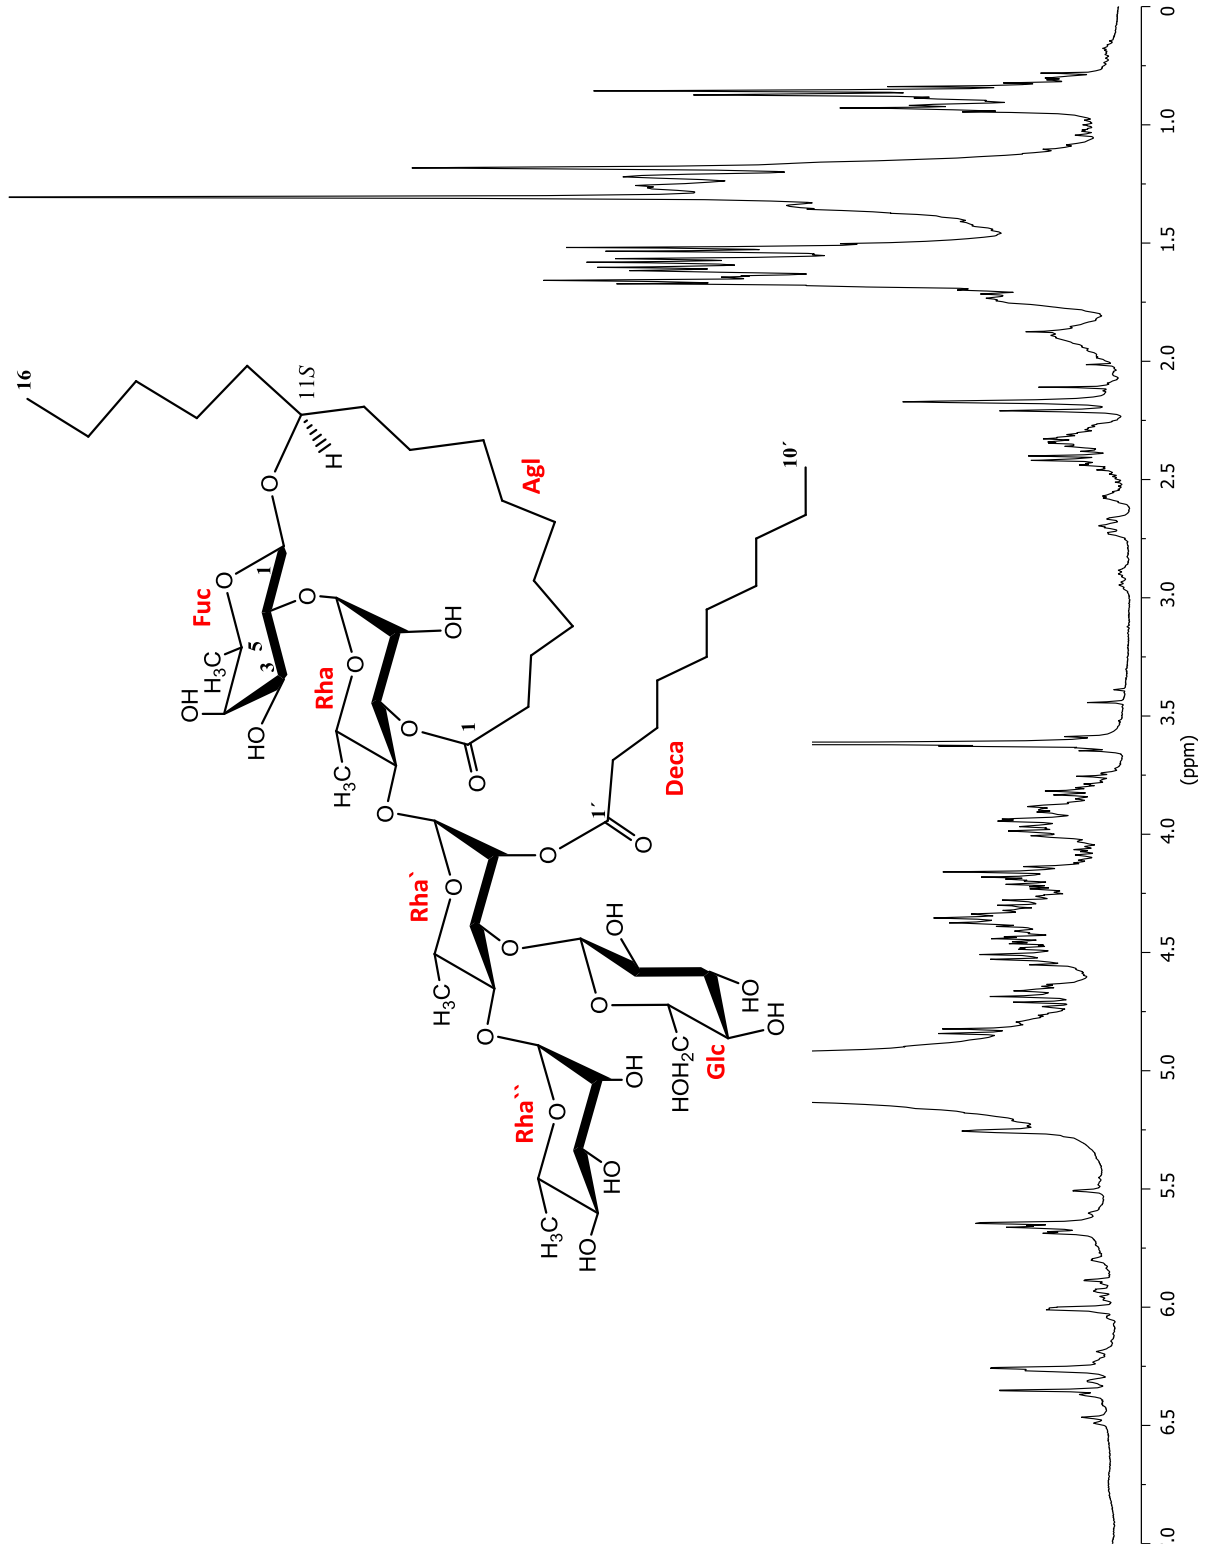 16
11S
H
O
Agl
Fuc
O
1
5
3
H3C
OH
HO
O
Rha
O
OH
H3C
O
1
O
O
10´
Deca
1´
O
O
Rha`
O
H3C
O
OH
O
HO
OH
HOH2C
Glc
O
Rha``
O
OH
HO
H3C
HO
0
1.0
1.5
2.0
2.5
3.0
3.5
4.0
4.5
5.0
5.5
6.0
6.5
.0
(ppm)